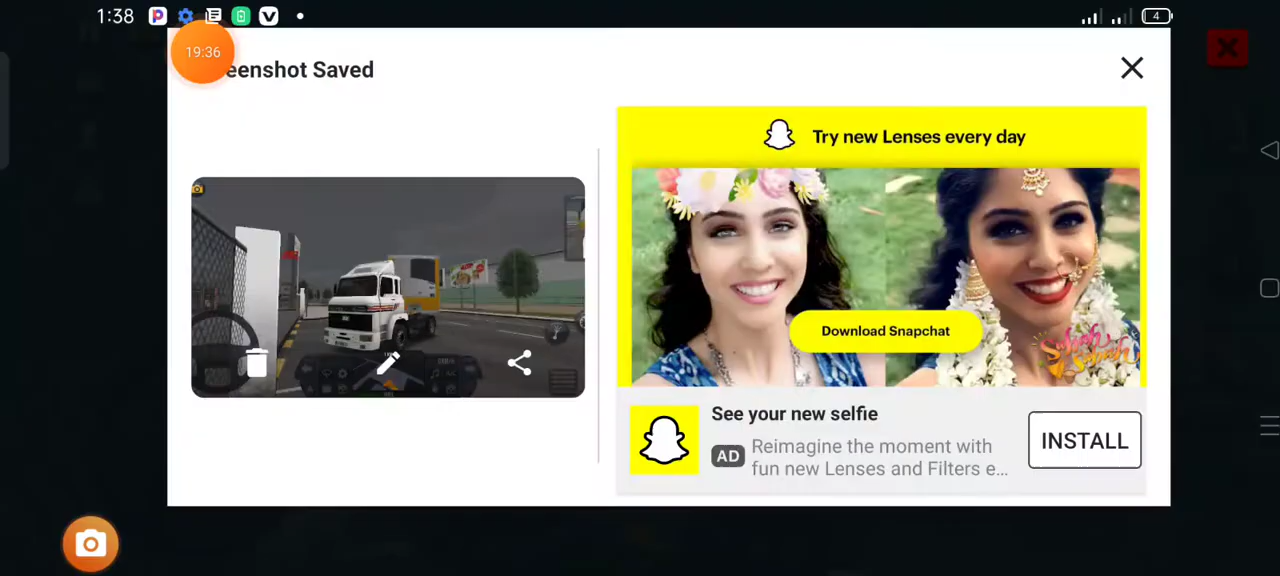 1:38
4
19:36
eenshot Saved
Try new Lenses every day
Download Snapchat
See your new selfie
AD
Reimagine the moment with
fun new Lenses and Filters e...
INSTALL